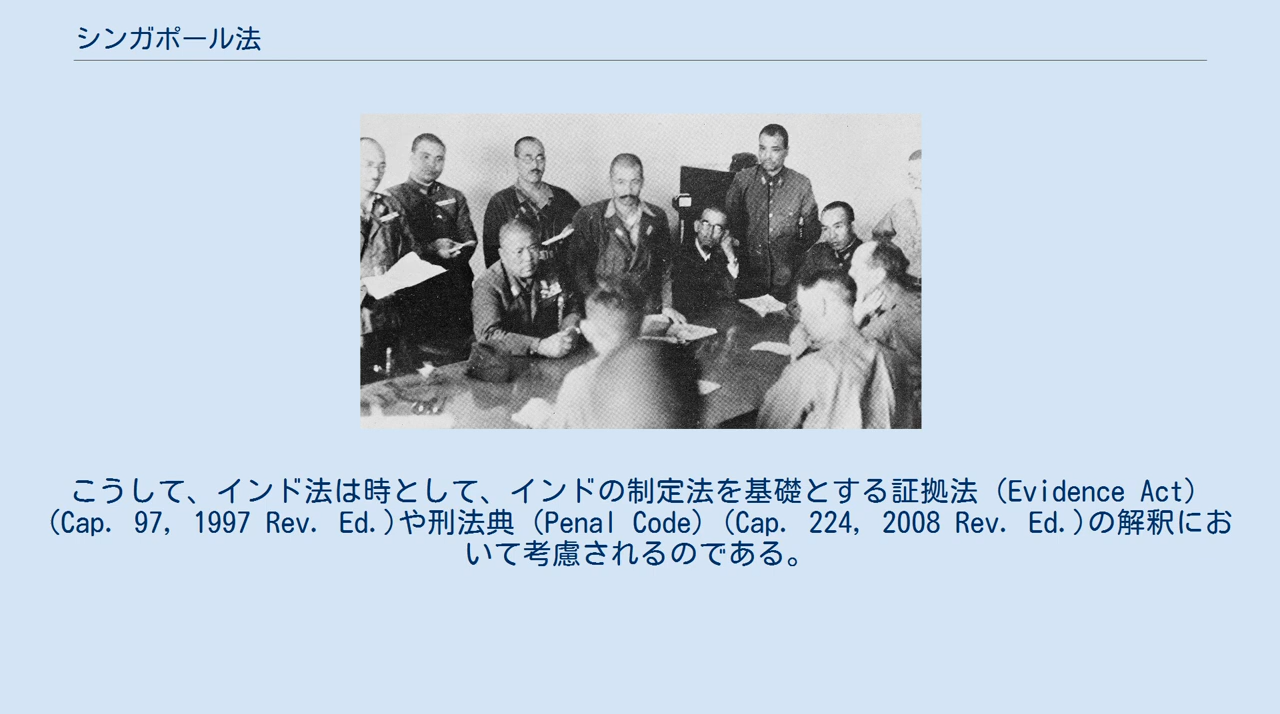 シンガポール法
こうして、インド法は時として、インドの制定法を基礎とする証拠法（Evidence Act）
(Cap. 97, 1997 Rev. Ed.)や刑法典（Penal Code）(Cap. 224, 2008 Rev. Ed.)の解釈にお
いて考慮されるのである。